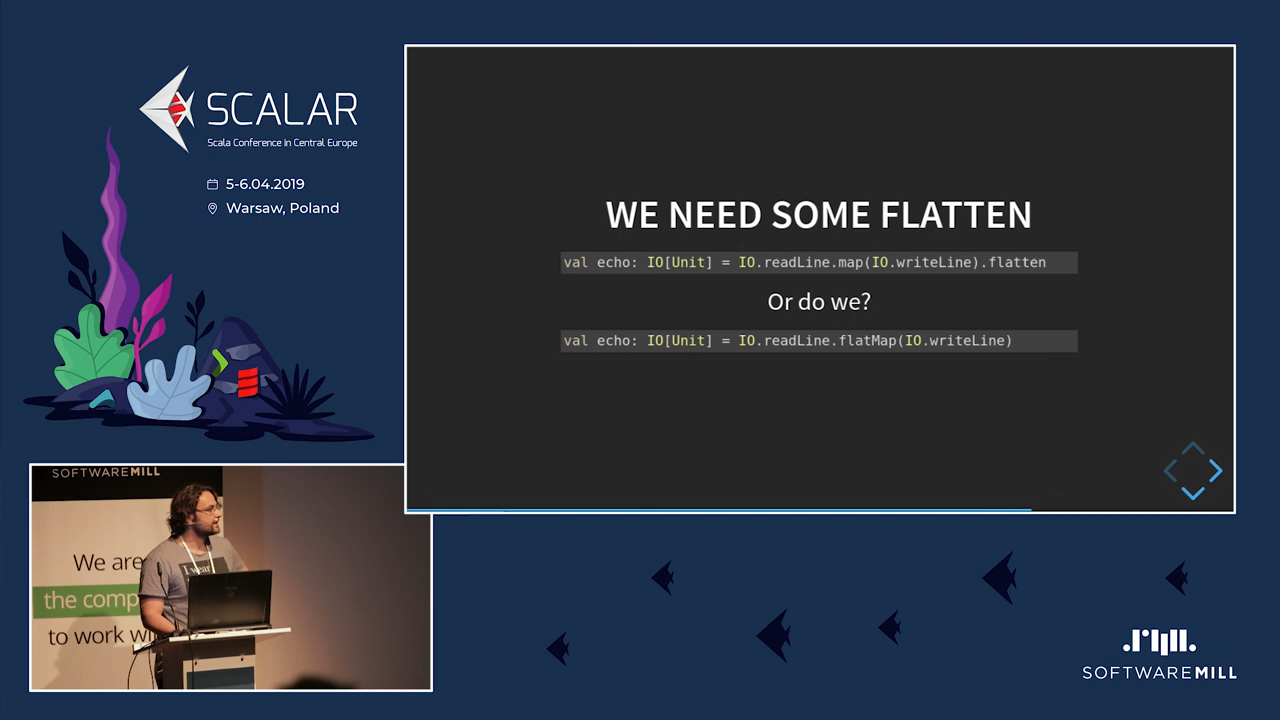 SCALAR
Scala Conference in Central Europe
5-6.04.2019
Warsaw, Poland
WE NEED SOME FLATTEN
val echo: IO[Unit] = IO.readLine.map(IO.writeLine).flatten
Or do we?
val echo: IO[Unit] = IO.readLine.flatMap(IO.writeLine)
SOFTWAREMILL
We are
the comp
to work wi
I wear
SOFTWAREMILL